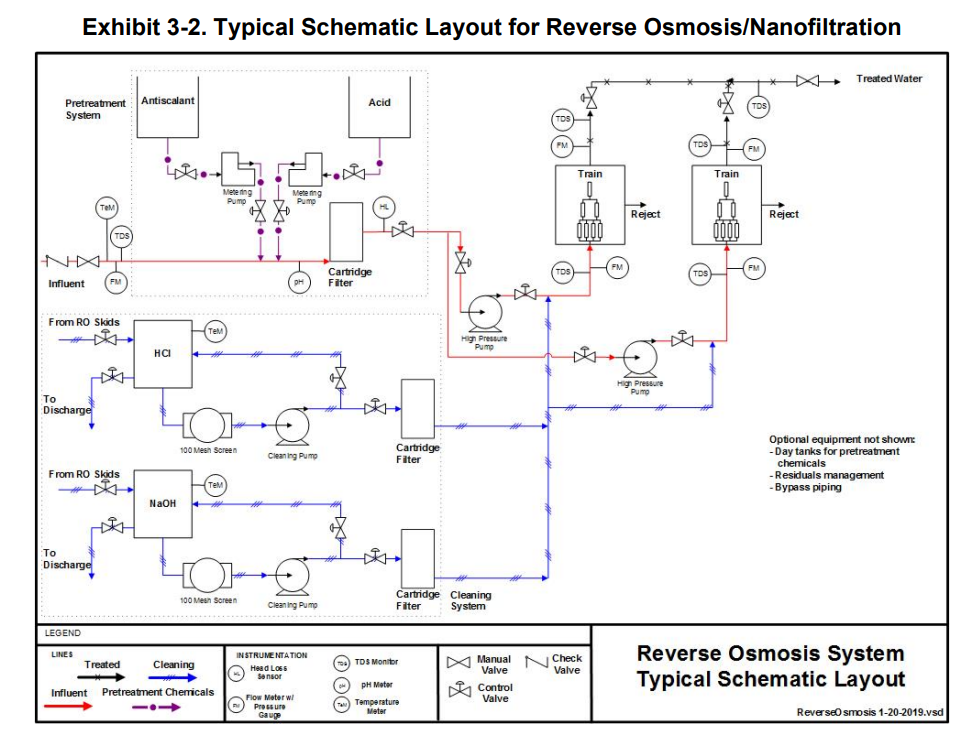 Exhibit 3-2. Typical Schematic Layout for Reverse Osmosis/Nanofiltration
Pretreatment
System
Antiscalant
Acid
Metering
Pump
Metering
Pump
TeM
TDS
FM
Influent
pH
HL
Cartridge
Filter
TDS
FM
Train
Reject
TDS
FM
TDS
FM
Train
Reject
TDS
FM
TDS
Treated Water
High Pressure
Pump
High Pressure
Pump
From RO Skids
HCl
TeM
To
Discharge
100 Mesh Screen
Cleaning Pump
Cartridge
Filter
From RO Skids
NaOH
TeM
To
Discharge
100 Mesh Screen
Cleaning Pump
Cartridge
Filter
Cleaning
System
Optional equipment not shown:
- Day tanks for pretreatment
chemicals
- Residuals management
- Bypass piping
LEGEND
LINES
Treated
Cleaning
Influent
Pretreatment Chemicals
INSTRUMENTATION
HL
Head Loss
Sensor
FM
Flow Meter w/
Pressure
Gauge
TDS
TDS Monitor
pH
pH Meter
TeM
Temperature
Meter
Manual
Valve
Check
Valve
Control
Valve
Reverse Osmosis System
Typical Schematic Layout
ReverseOsmosis 1-20-2019.vsd